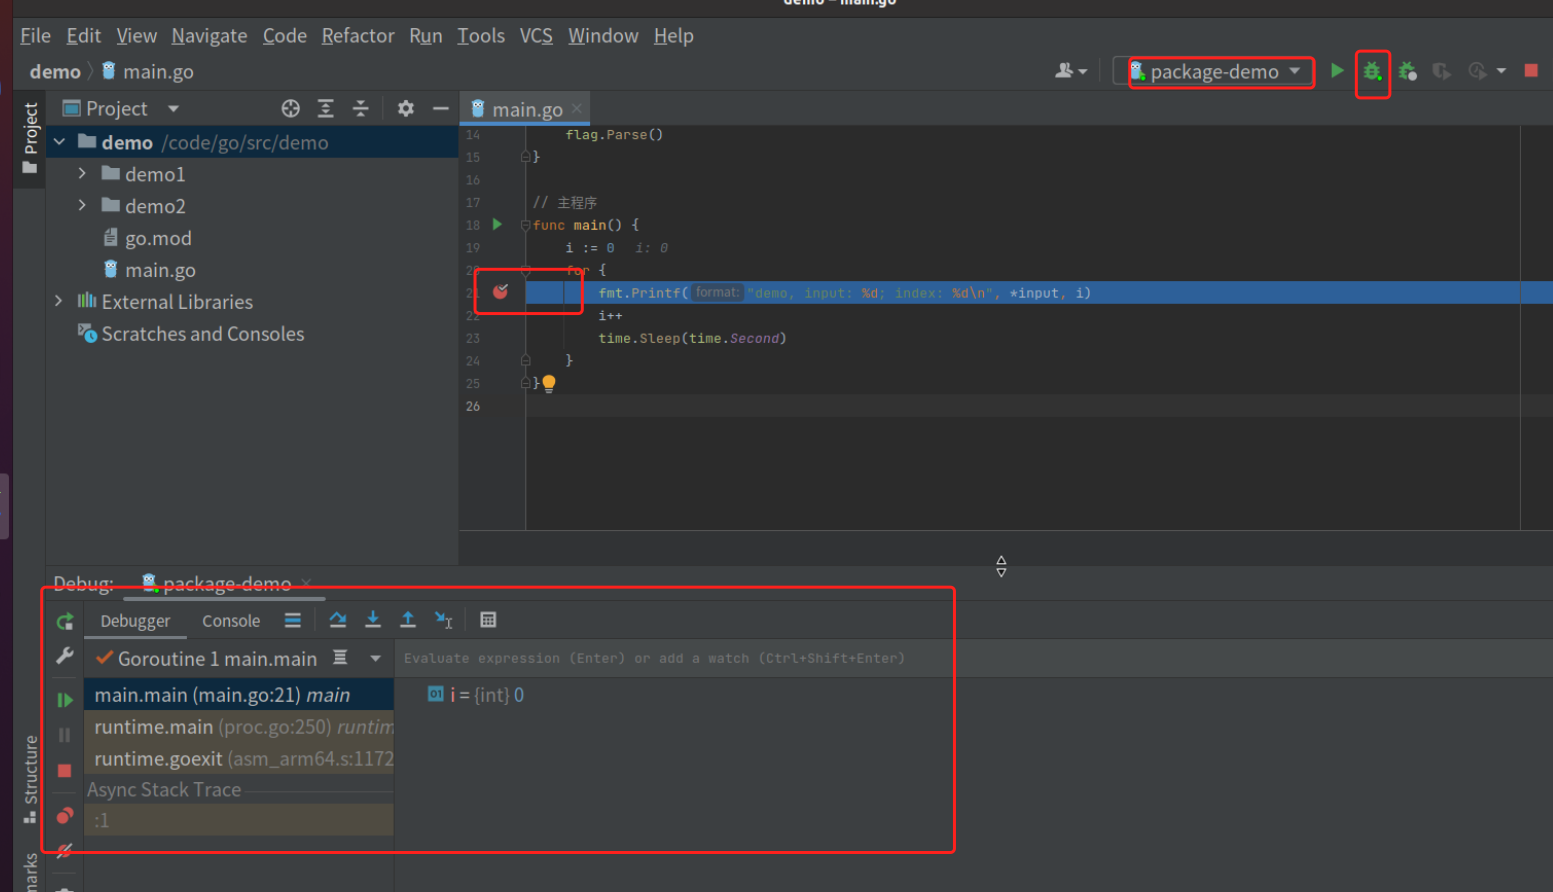 demo – main.go
File Edit View Navigate Code Refactor Run Tools VCS Window Help
demo main.go
package-demo
Project
Project
main.go
demo /code/go/src/demo
demo1
demo2
go.mod
main.go
External Libraries
Scratches and Consoles
14 flag.Parse()
15 }
16
17 // 主程序
18 func main() {
19 i := 0 i: 0
20 for {
21 fmt.Printf( format: "demo, input: %d; index: %d\n", *input, i)
22 i++
23 time.Sleep(time.Second)
24 }
25 }
26
Debug: package-demo
Debugger Console
Goroutine 1 main.main
Evaluate expression (Enter) or add a watch (Ctrl+Shift+Enter)
main.main (main.go:21) main
i = {int} 0
runtime.main (proc.go:250) runtim
runtime.goexit (asm_arm64.s:1172
Async Stack Trace
:1
Structure
marks